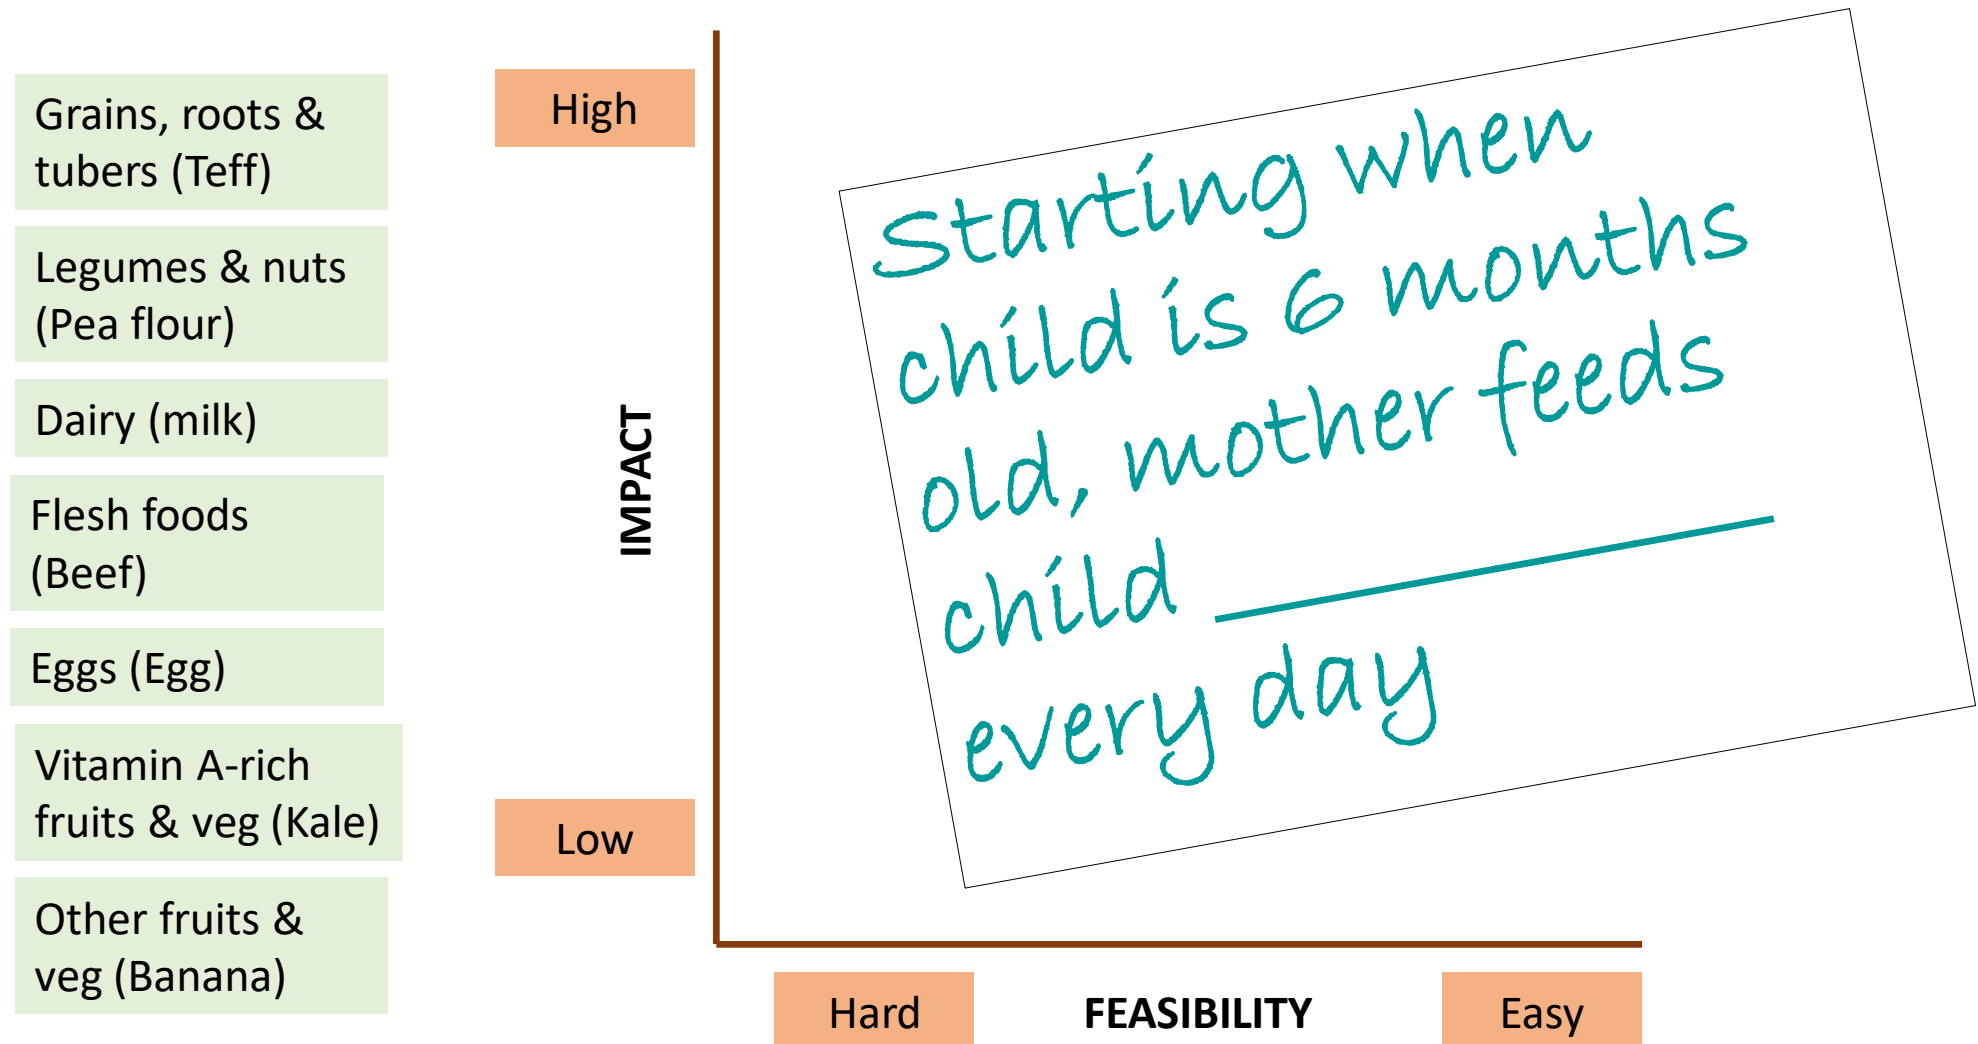 Grains, roots &
tubers (Teff)
Legumes & nuts
(Pea flour)
Dairy (milk)
Flesh foods
(Beef)
Eggs (Egg)
Vitamin A-rich
fruits & veg (Kale)
Other fruits &
veg (Banana)
High
IMPACT
Low
Starting when
child is 6 months
old, mother feeds
child ____________
every day
Hard
FEASIBILITY
Easy